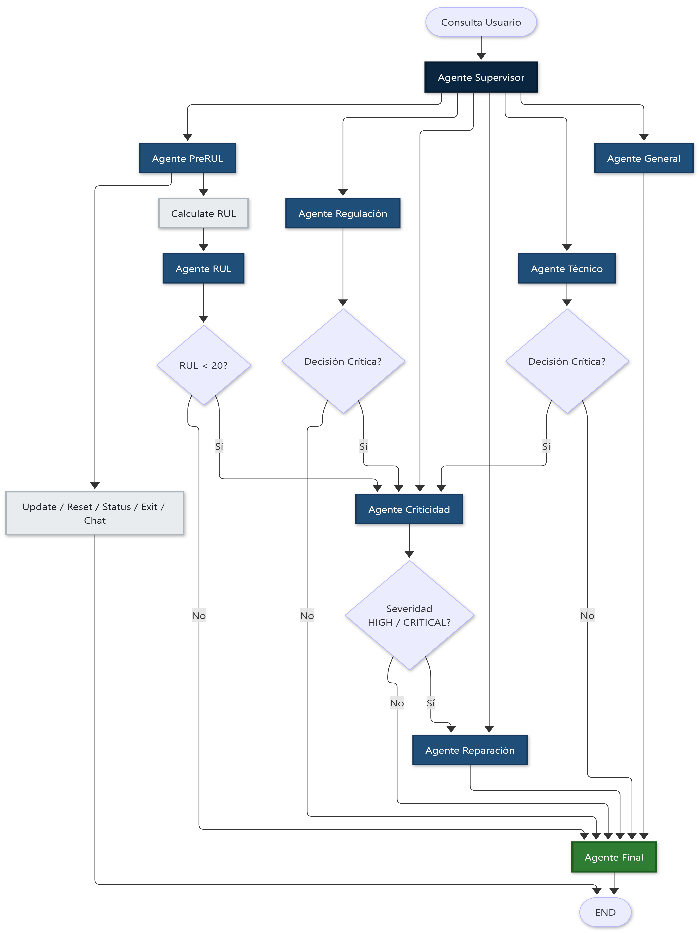 Consulta Usuario
Agente Supervisor
Agente PreRUL
Agente General
Calculate RUL
Agente Regulación
Agente RUL
Agente Técnico
RUL < 20?
Decisión Crítica?
Decisión Crítica?
Sí
Sí
Sí
Update / Reset / Status / Exit /
Chat
Agente Criticidad
Severidad
HIGH / CRITICAL?
No
No
No
No
Sí
Agente Reparación
Agente Final
END